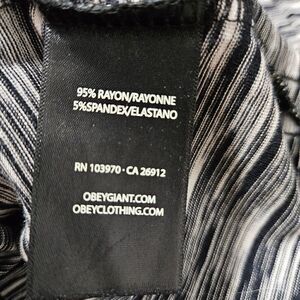 95% RAYON/RAYONNE
5%SPANDEX/ELASTANO
RN 103970 · CA 26912
OBEYGIANT.COM
OBEYCLOTHING.COM